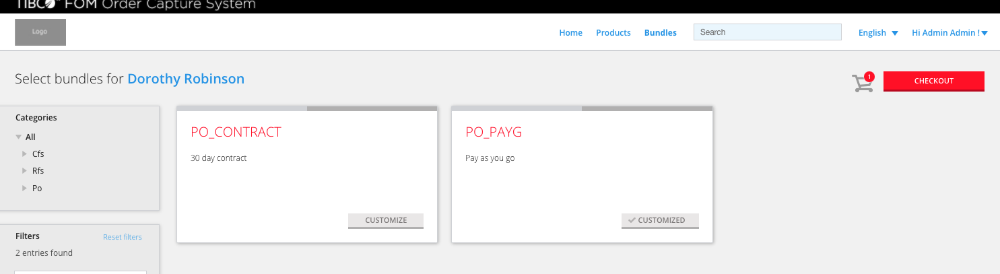 TIBCO™ FOM Order Capture System
Logo
Home Products Bundles Search English Hi Admin Admin !
Select bundles for Dorothy Robinson
1 CHECKOUT
Categories
All
Cfs
Rfs
Po
Filters Reset filters
2 entries found
PO_CONTRACT
30 day contract
CUSTOMIZE
PO_PAYG
Pay as you go
CUSTOMIZED